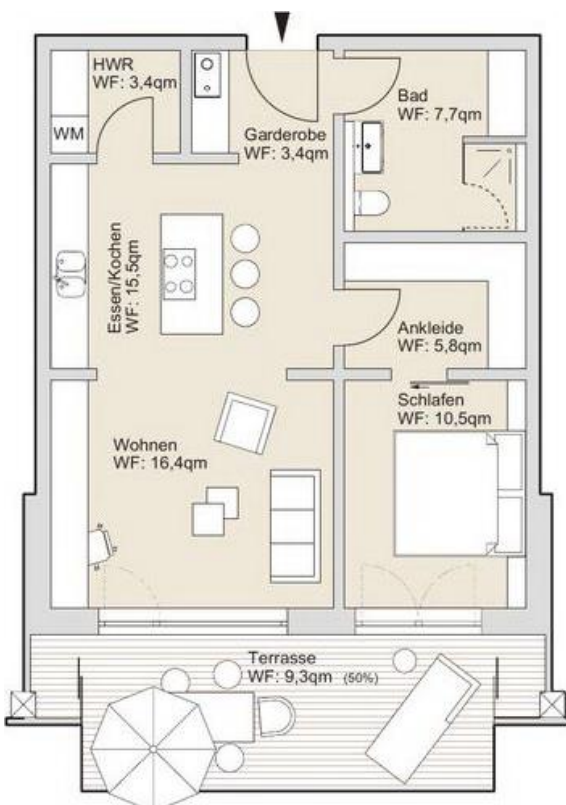 HWR
WF: 3,4qm
WM
Garderobe
WF: 3,4qm
Bad
WF: 7,7qm
Essen/Kochen
WF: 15,5qm
Ankleide
WF: 5,8qm
Schlafen
WF: 10,5qm
Wohnen
WF: 16,4qm
Terrasse
WF: 9,3qm (50%)